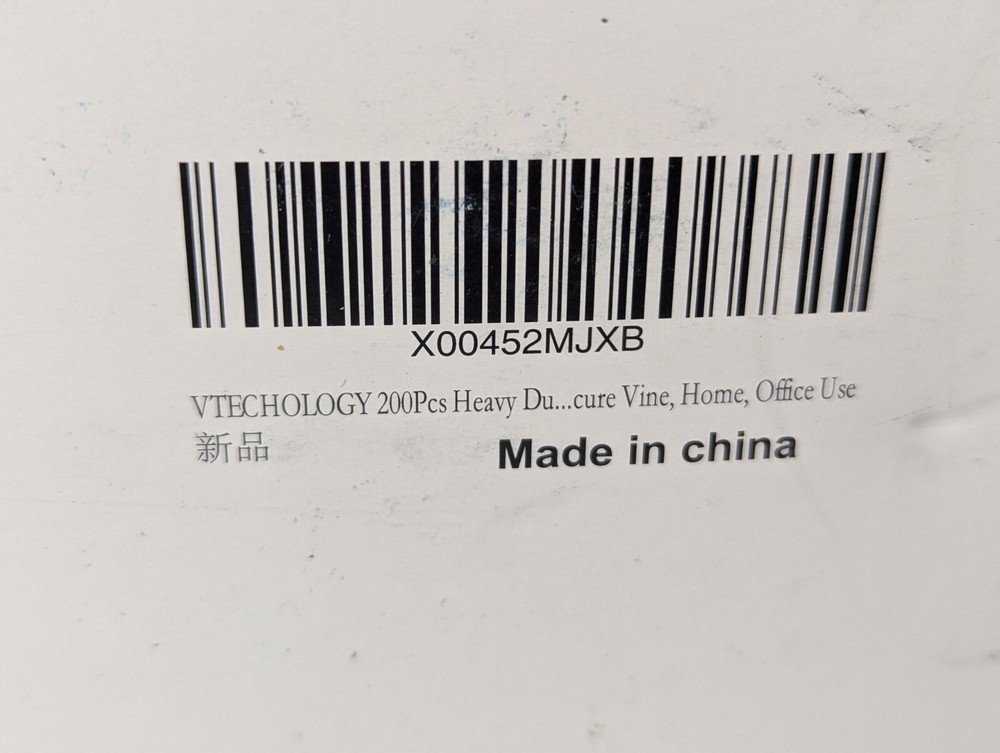 X00452MJXB
VTECHOLOGY 200Pcs Heavy Du...cure Vine, Home, Office Use
新品
Made in china